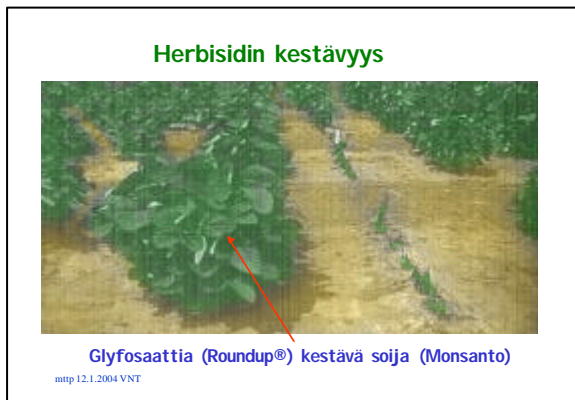 Herbisidin kestävyys
Glyfosaattia (Roundup®) kestävä soija (Monsanto)
mttp 12.1.2004 VNT